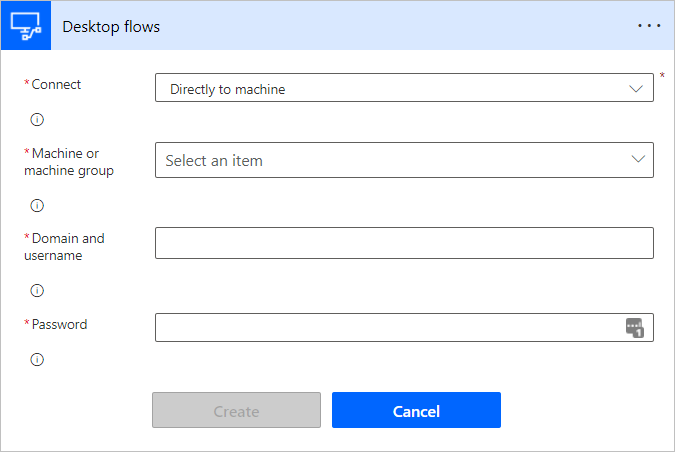 Desktop flows
*Connect
Directly to machine
*
*Machine or
machine group
Select an item
*Domain and
username
*Password
1
Create
Cancel